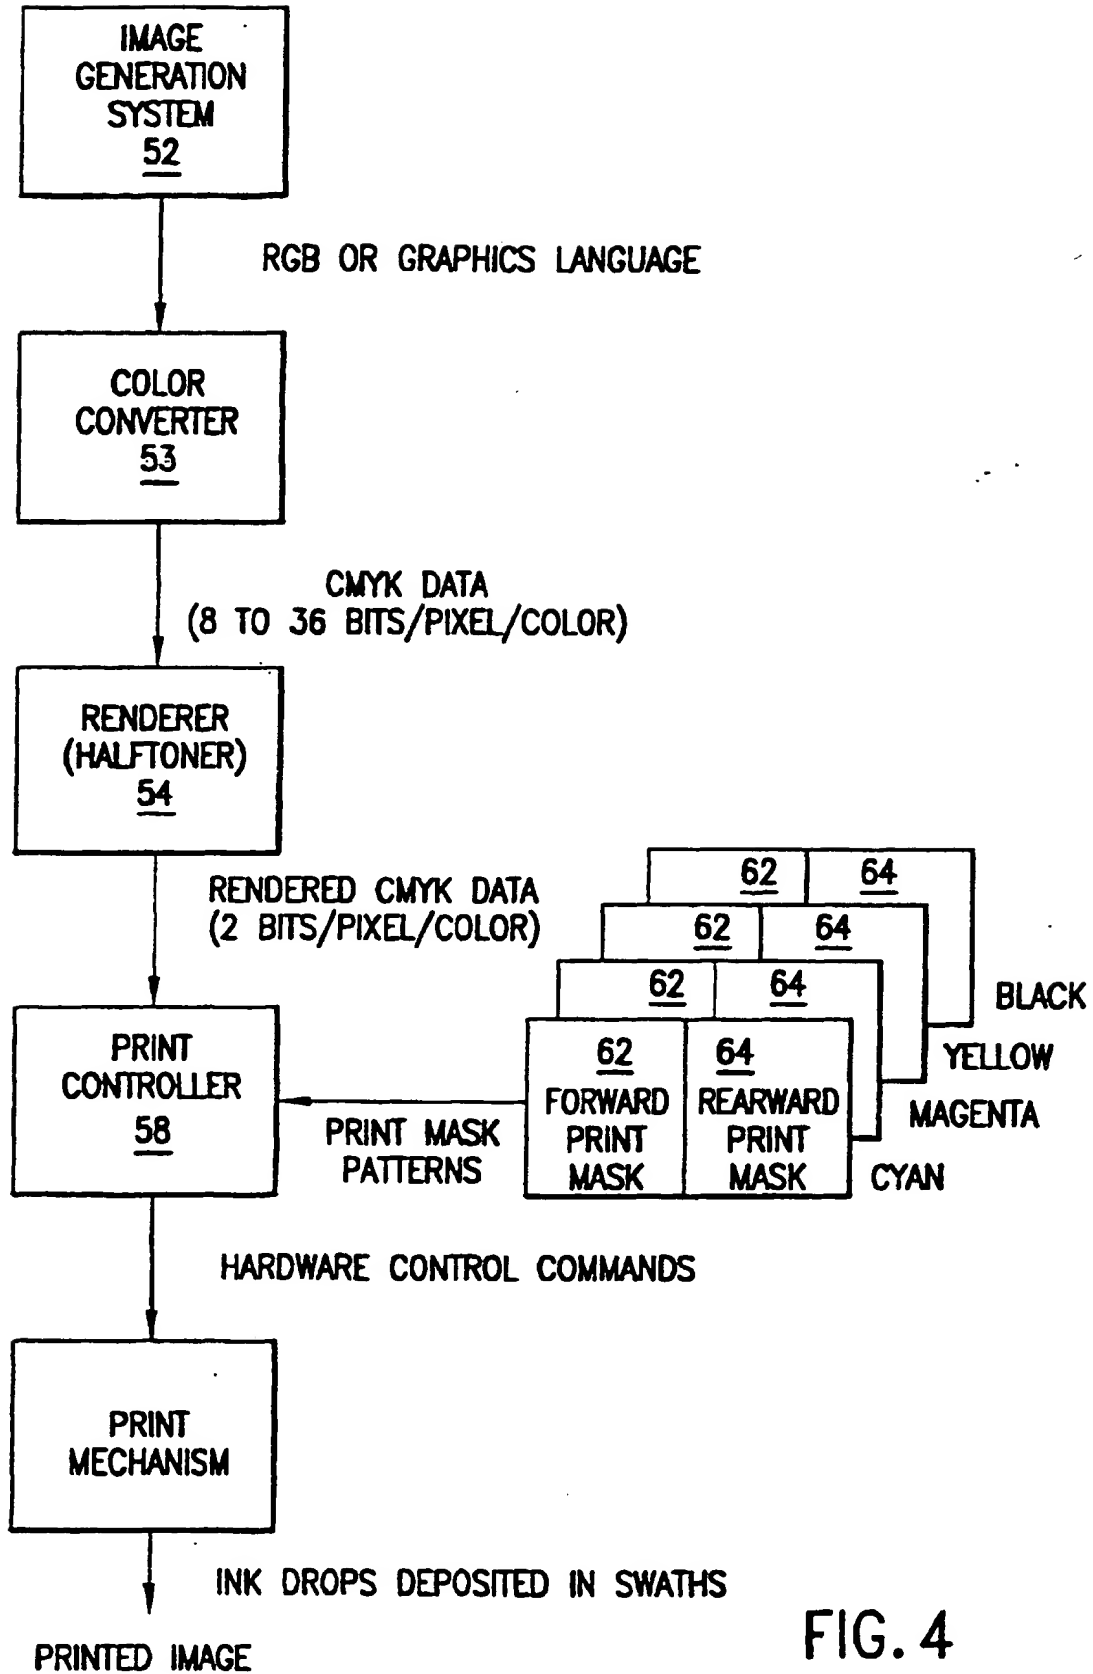 IMAGE
GENERATION
SYSTEM
52
RGB OR GRAPHICS LANGUAGE
COLOR
CONVERTER
53
CMYK DATA
(8 TO 36 BITS/PIXEL/COLOR)
RENDERER
(HALFTONER)
54
RENDERED CMYK DATA
(2 BITS/PIXEL/COLOR)
62 64
62 64
62 64
BLACK
YELLOW
MAGENTA
CYAN
62
FORWARD
PRINT
MASK
64
REARWARD
PRINT
MASK
PRINT
CONTROLLER
58
PRINT MASK
PATTERNS
HARDWARE CONTROL COMMANDS
PRINT
MECHANISM
INK DROPS DEPOSITED IN SWATHS
PRINTED IMAGE
FIG. 4